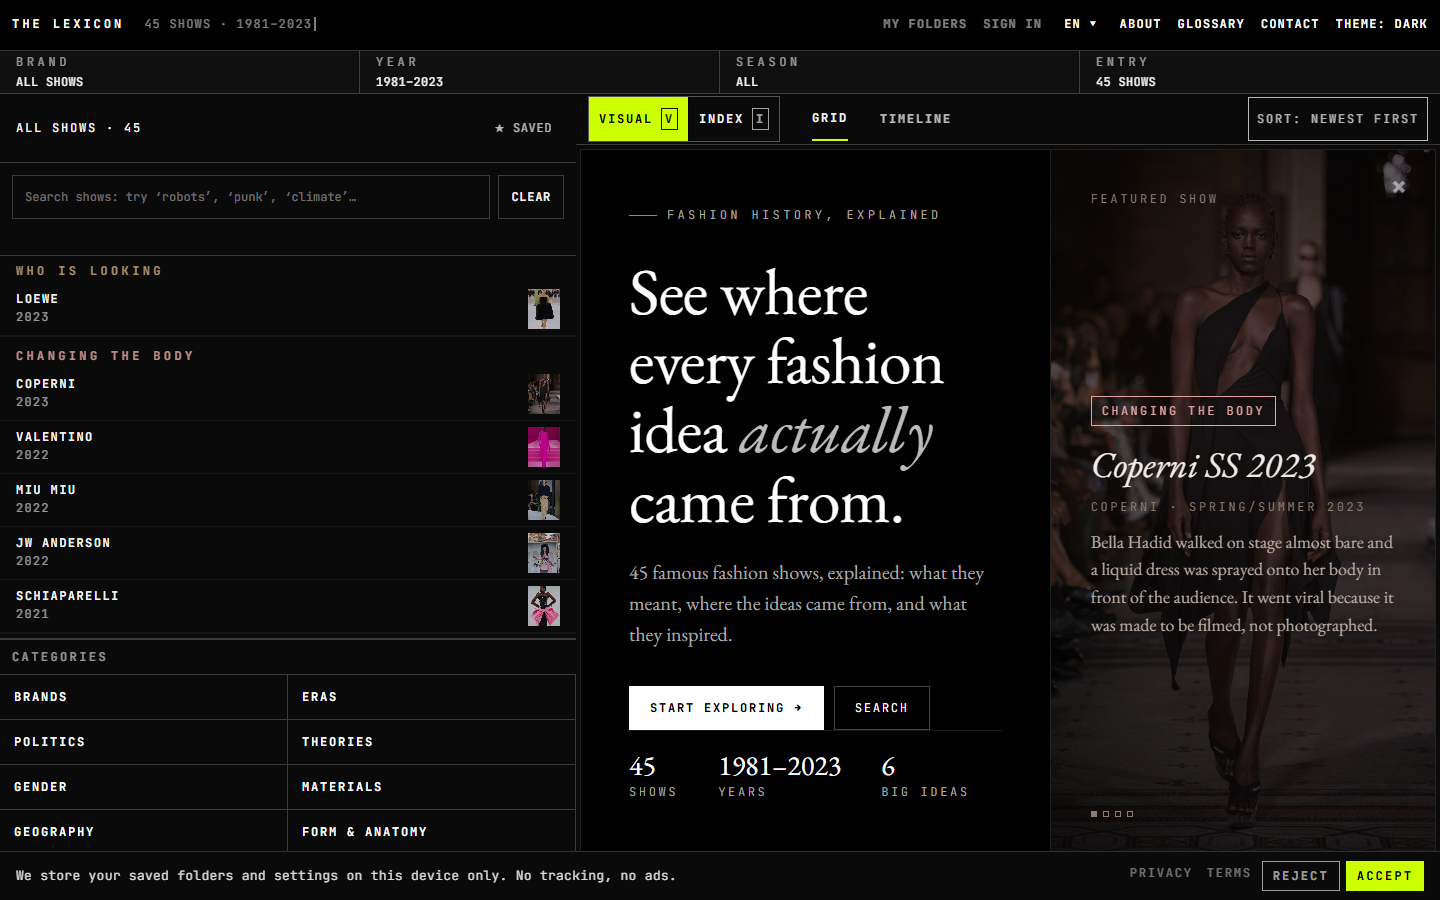 THE LEXICON 45 SHOWS · 1981–2023
MY FOLDERS SIGN IN EN ▼ ABOUT GLOSSARY CONTACT THEME: DARK
BRAND
ALL SHOWS
YEAR
1981–2023
SEASON
ALL
ENTRY
45 SHOWS
ALL SHOWS · 45
★ SAVED
Search shows: try ‘robots’, ‘punk’, ‘climate’…
CLEAR
WHO IS LOOKING
LOEWE
2023
CHANGING THE BODY
COPERNI
2023
VALENTINO
2022
MIU MIU
2022
JW ANDERSON
2022
SCHIAPARELLI
2021
CATEGORIES
BRANDS
ERAS
POLITICS
THEORIES
GENDER
MATERIALS
GEOGRAPHY
FORM & ANATOMY
VISUAL V INDEX I
GRID TIMELINE
SORT: NEWEST FIRST
FASHION HISTORY, EXPLAINED
See where
every fashion
idea actually
came from.
45 famous fashion shows, explained: what they
meant, where the ideas came from, and what
they inspired.
START EXPLORING →
SEARCH
45
SHOWS
1981–2023
YEARS
6
BIG IDEAS
FEATURED SHOW
×
CHANGING THE BODY
Coperni SS 2023
COPERNI · SPRING/SUMMER 2023
Bella Hadid walked on stage almost bare and
a liquid dress was sprayed onto her body in
front of the audience. It went viral because it
was made to be filmed, not photographed.
We store your saved folders and settings on this device only. No tracking, no ads.
PRIVACY TERMS REJECT ACCEPT